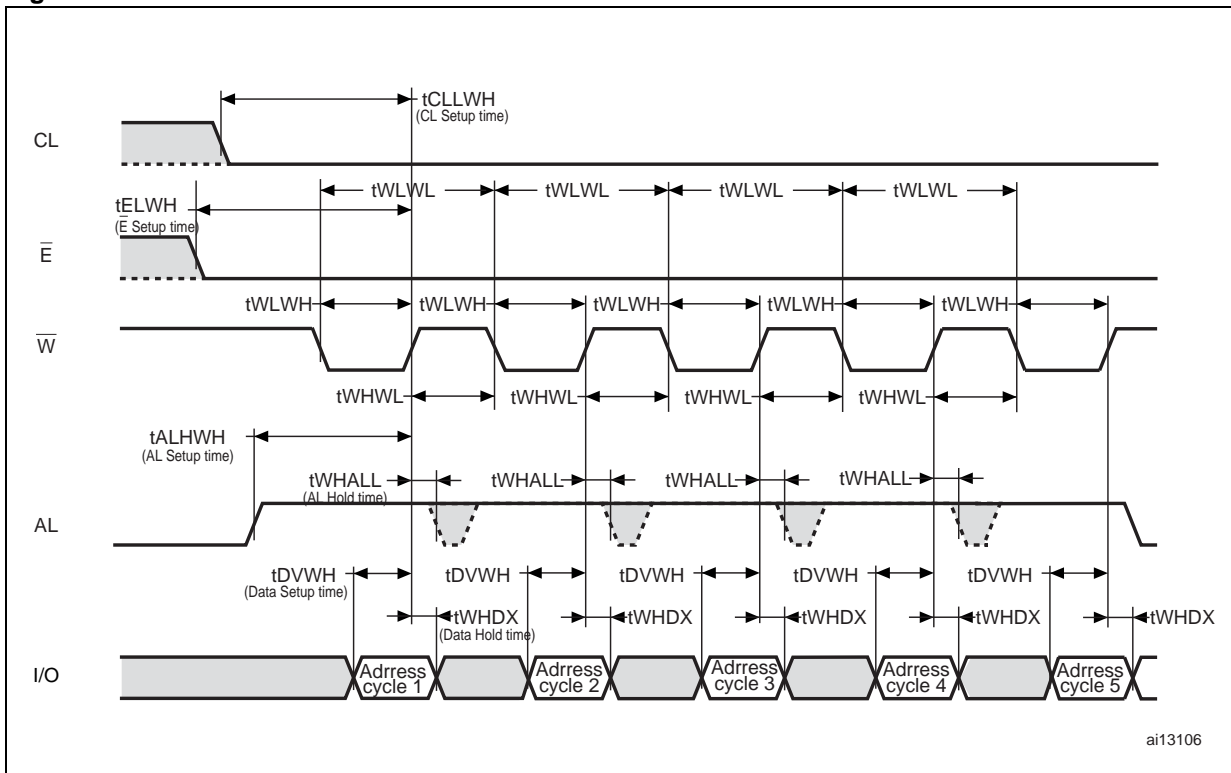 tCLLWH
(CL Setup time)
CL
tWLWL tWLWL tWLWL tWLWL
tELWH
(E Setup time)
E
tWLWH tWLWH tWLWH tWLWH tWLWH
W
tWHWL tWHWL tWHWL tWHWL
tALHWH
(AL Setup time)
tWHALL tWHALL tWHALL tWHALL
(AL Hold time)
AL
tDVWH tDVWH tDVWH tDVWH tDVWH
(Data Setup time)
tWHDX tWHDX tWHDX tWHDX tWHDX
(Data Hold time)
I/O
Adrress cycle 1
Adrress cycle 2
Adrress cycle 3
Adrress cycle 4
Adrress cycle 5
ai13106